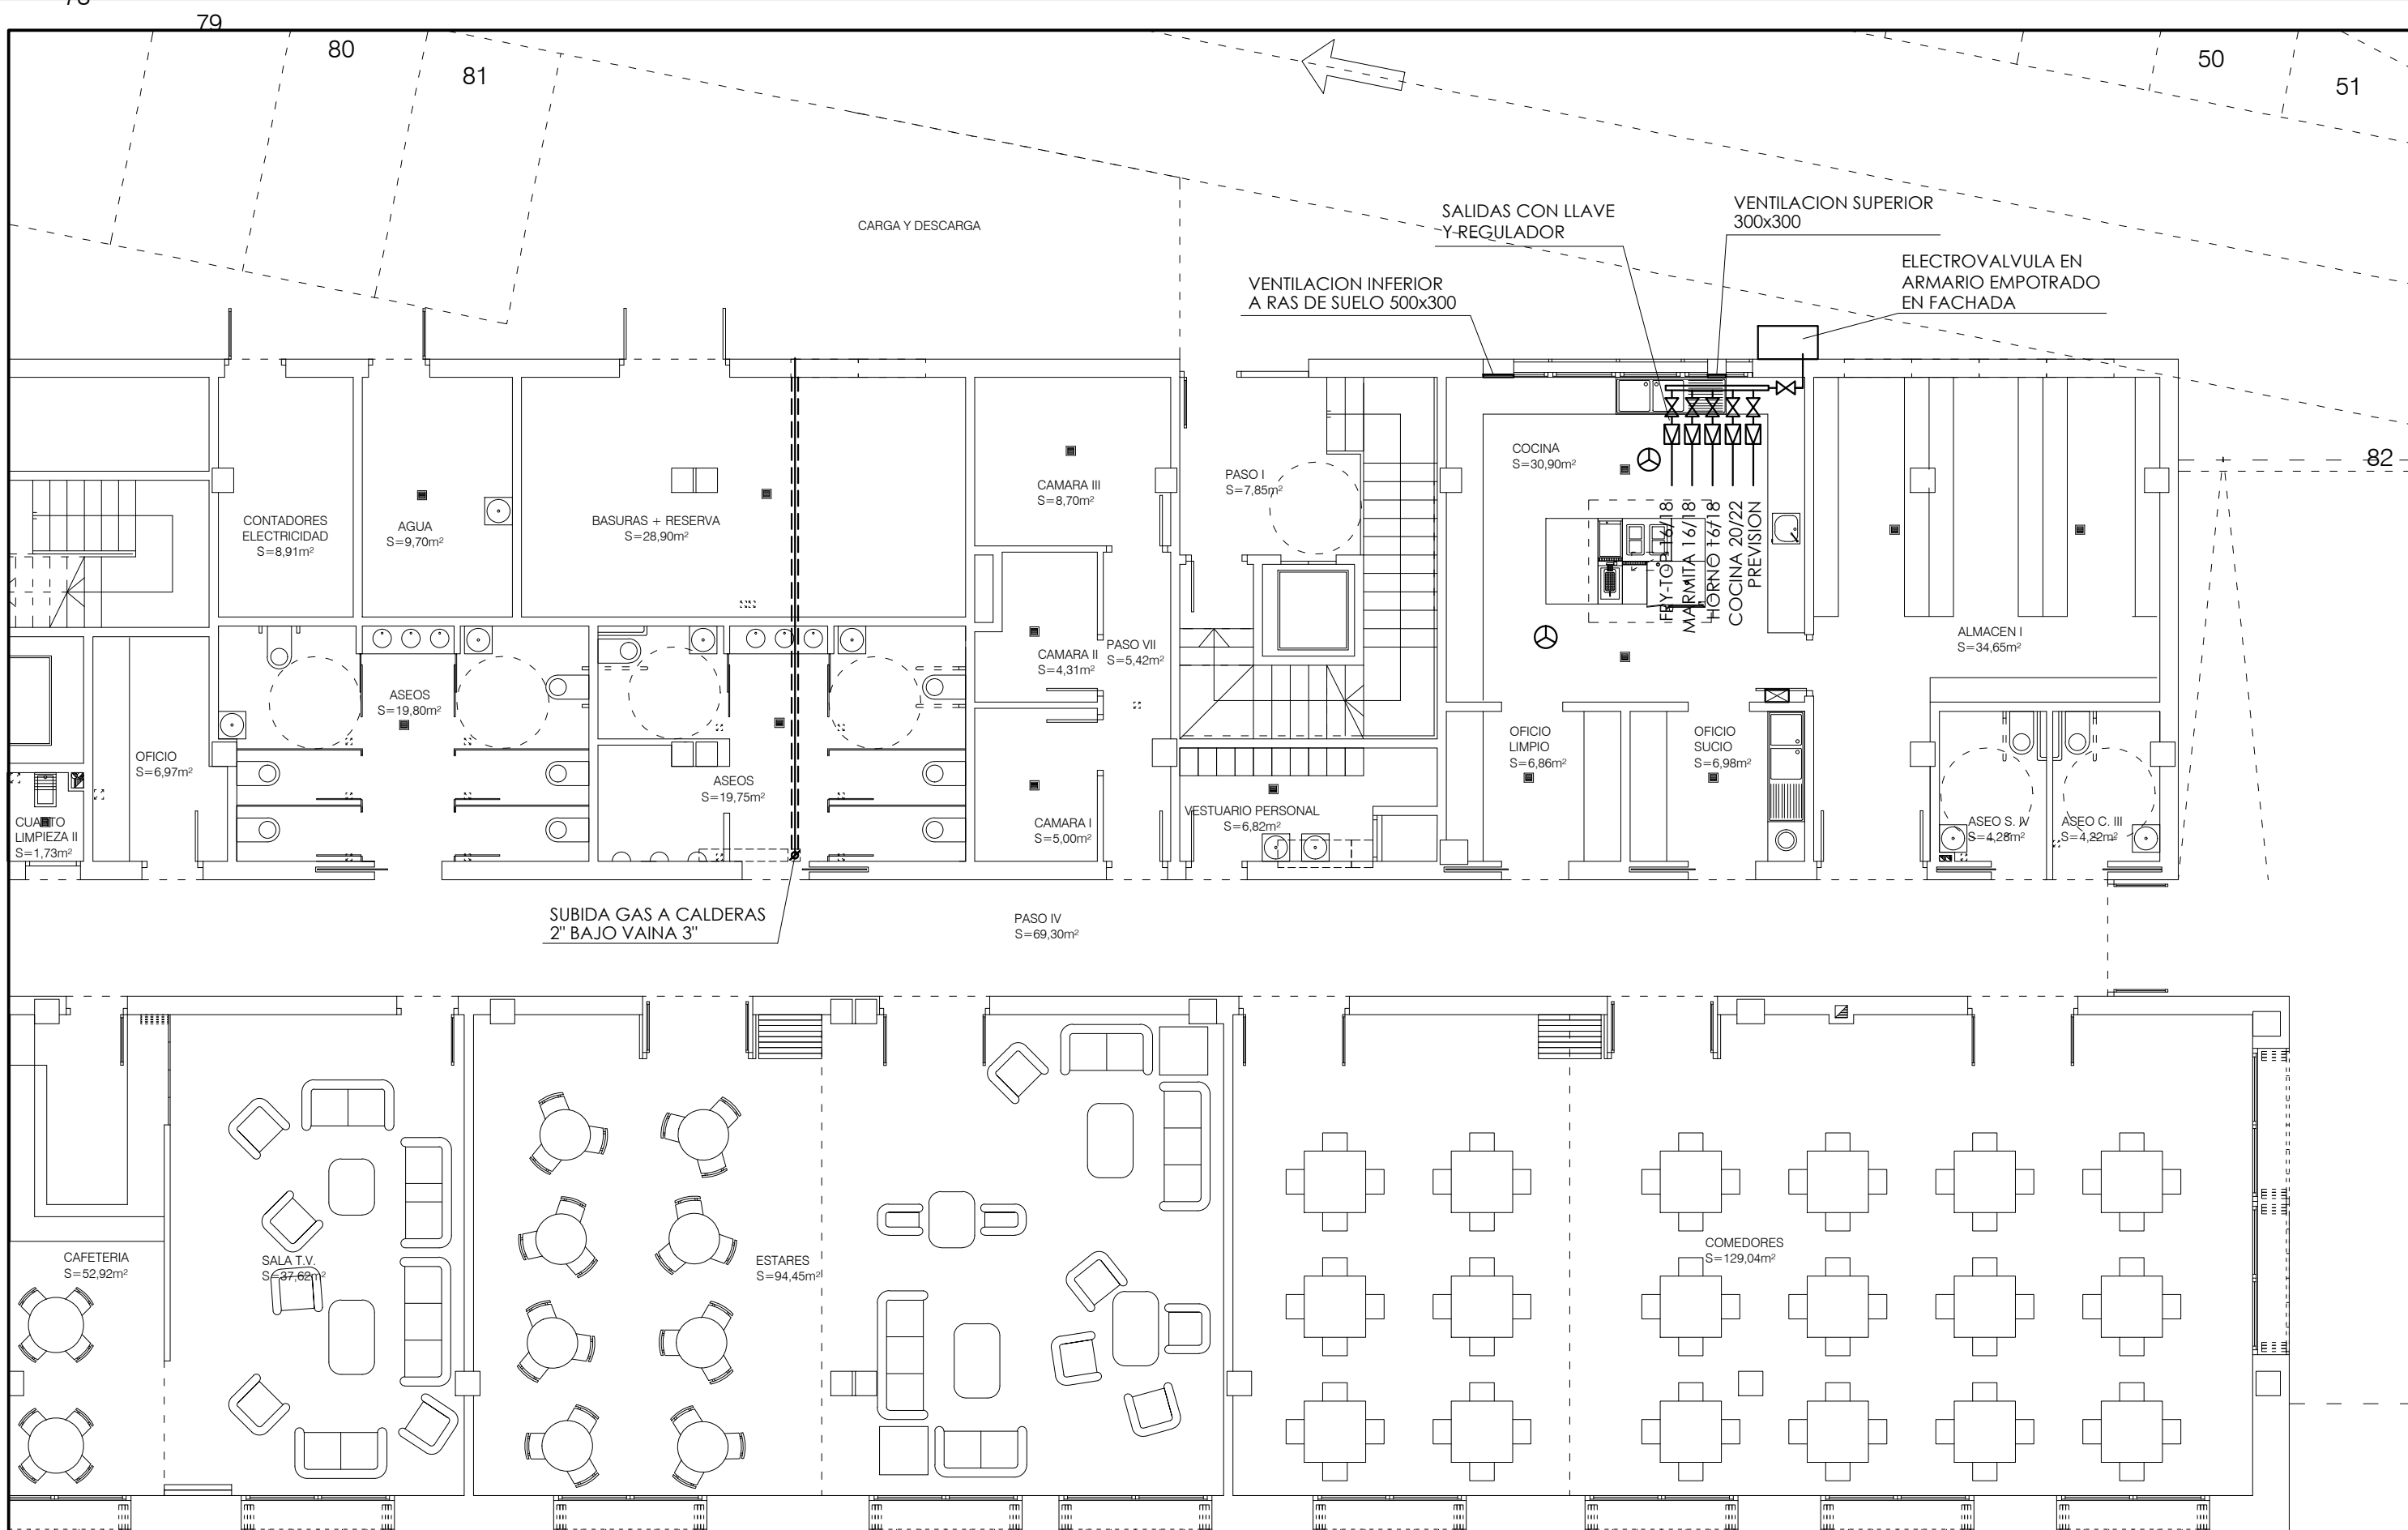 79
80
81
50
51
CARGA Y DESCARGA
SALIDAS CON LLAVE
Y REGULADOR
VENTILACION SUPERIOR
300x300
VENTILACION INFERIOR
A RAS DE SUELO 500x300
ELECTROVALVULA EN
ARMARIO EMPOTRADO
EN FACHADA
82
CONTADORES
ELECTRICIDAD
S=8,91m²
AGUA
S=9,70m²
BASURAS + RESERVA
S=28,90m²
CAMARA III
S=8,70m²
PASO I
S=7,85m²
COCINA
S=30,90m²
FRY-TOP 16/18
MARMITA 16/18
HORNO 16/18
COCINA 20/22
PREVISION
ALMACEN I
S=34,65m²
CAMARA II
S=4,31m²
PASO VII
S=5,42m²
ASEOS
S=19,80m²
OFICIO
S=6,97m²
ASEOS
S=19,75m²
OFICIO
LIMPIO
S=6,86m²
OFICIO
SUCIO
S=6,98m²
CUARTO
LIMPIEZA II
S=1,73m²
CAMARA I
S=5,00m²
VESTUARIO PERSONAL
S=6,82m²
ASEO S. IV
S=4,28m²
ASEO C. III
S=4,22m²
SUBIDA GAS A CALDERAS
2" BAJO VAINA 3"
PASO IV
S=69,30m²
CAFETERIA
S=52,92m²
SALA T.V.
S=37,62m²
ESTARES
S=94,45m²
COMEDORES
S=129,04m²